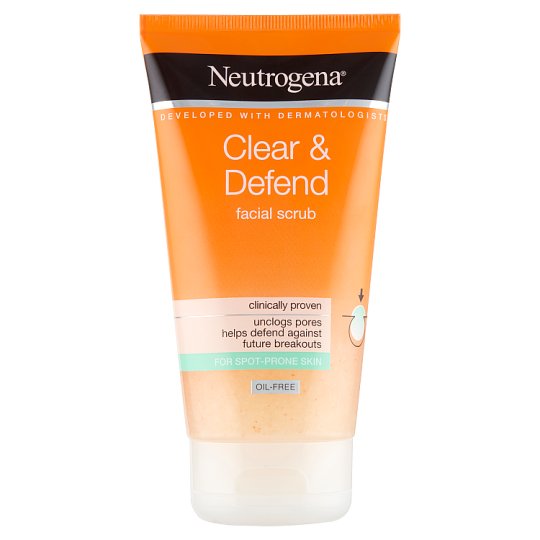 Neutrogena®
DEVELOPED WITH DERMATOLOGISTS
Clear &
Defend
facial scrub
clinically proven
unclogs pores
helps defend against
future breakouts
FOR SPOT-PRONE SKIN
OIL-FREE